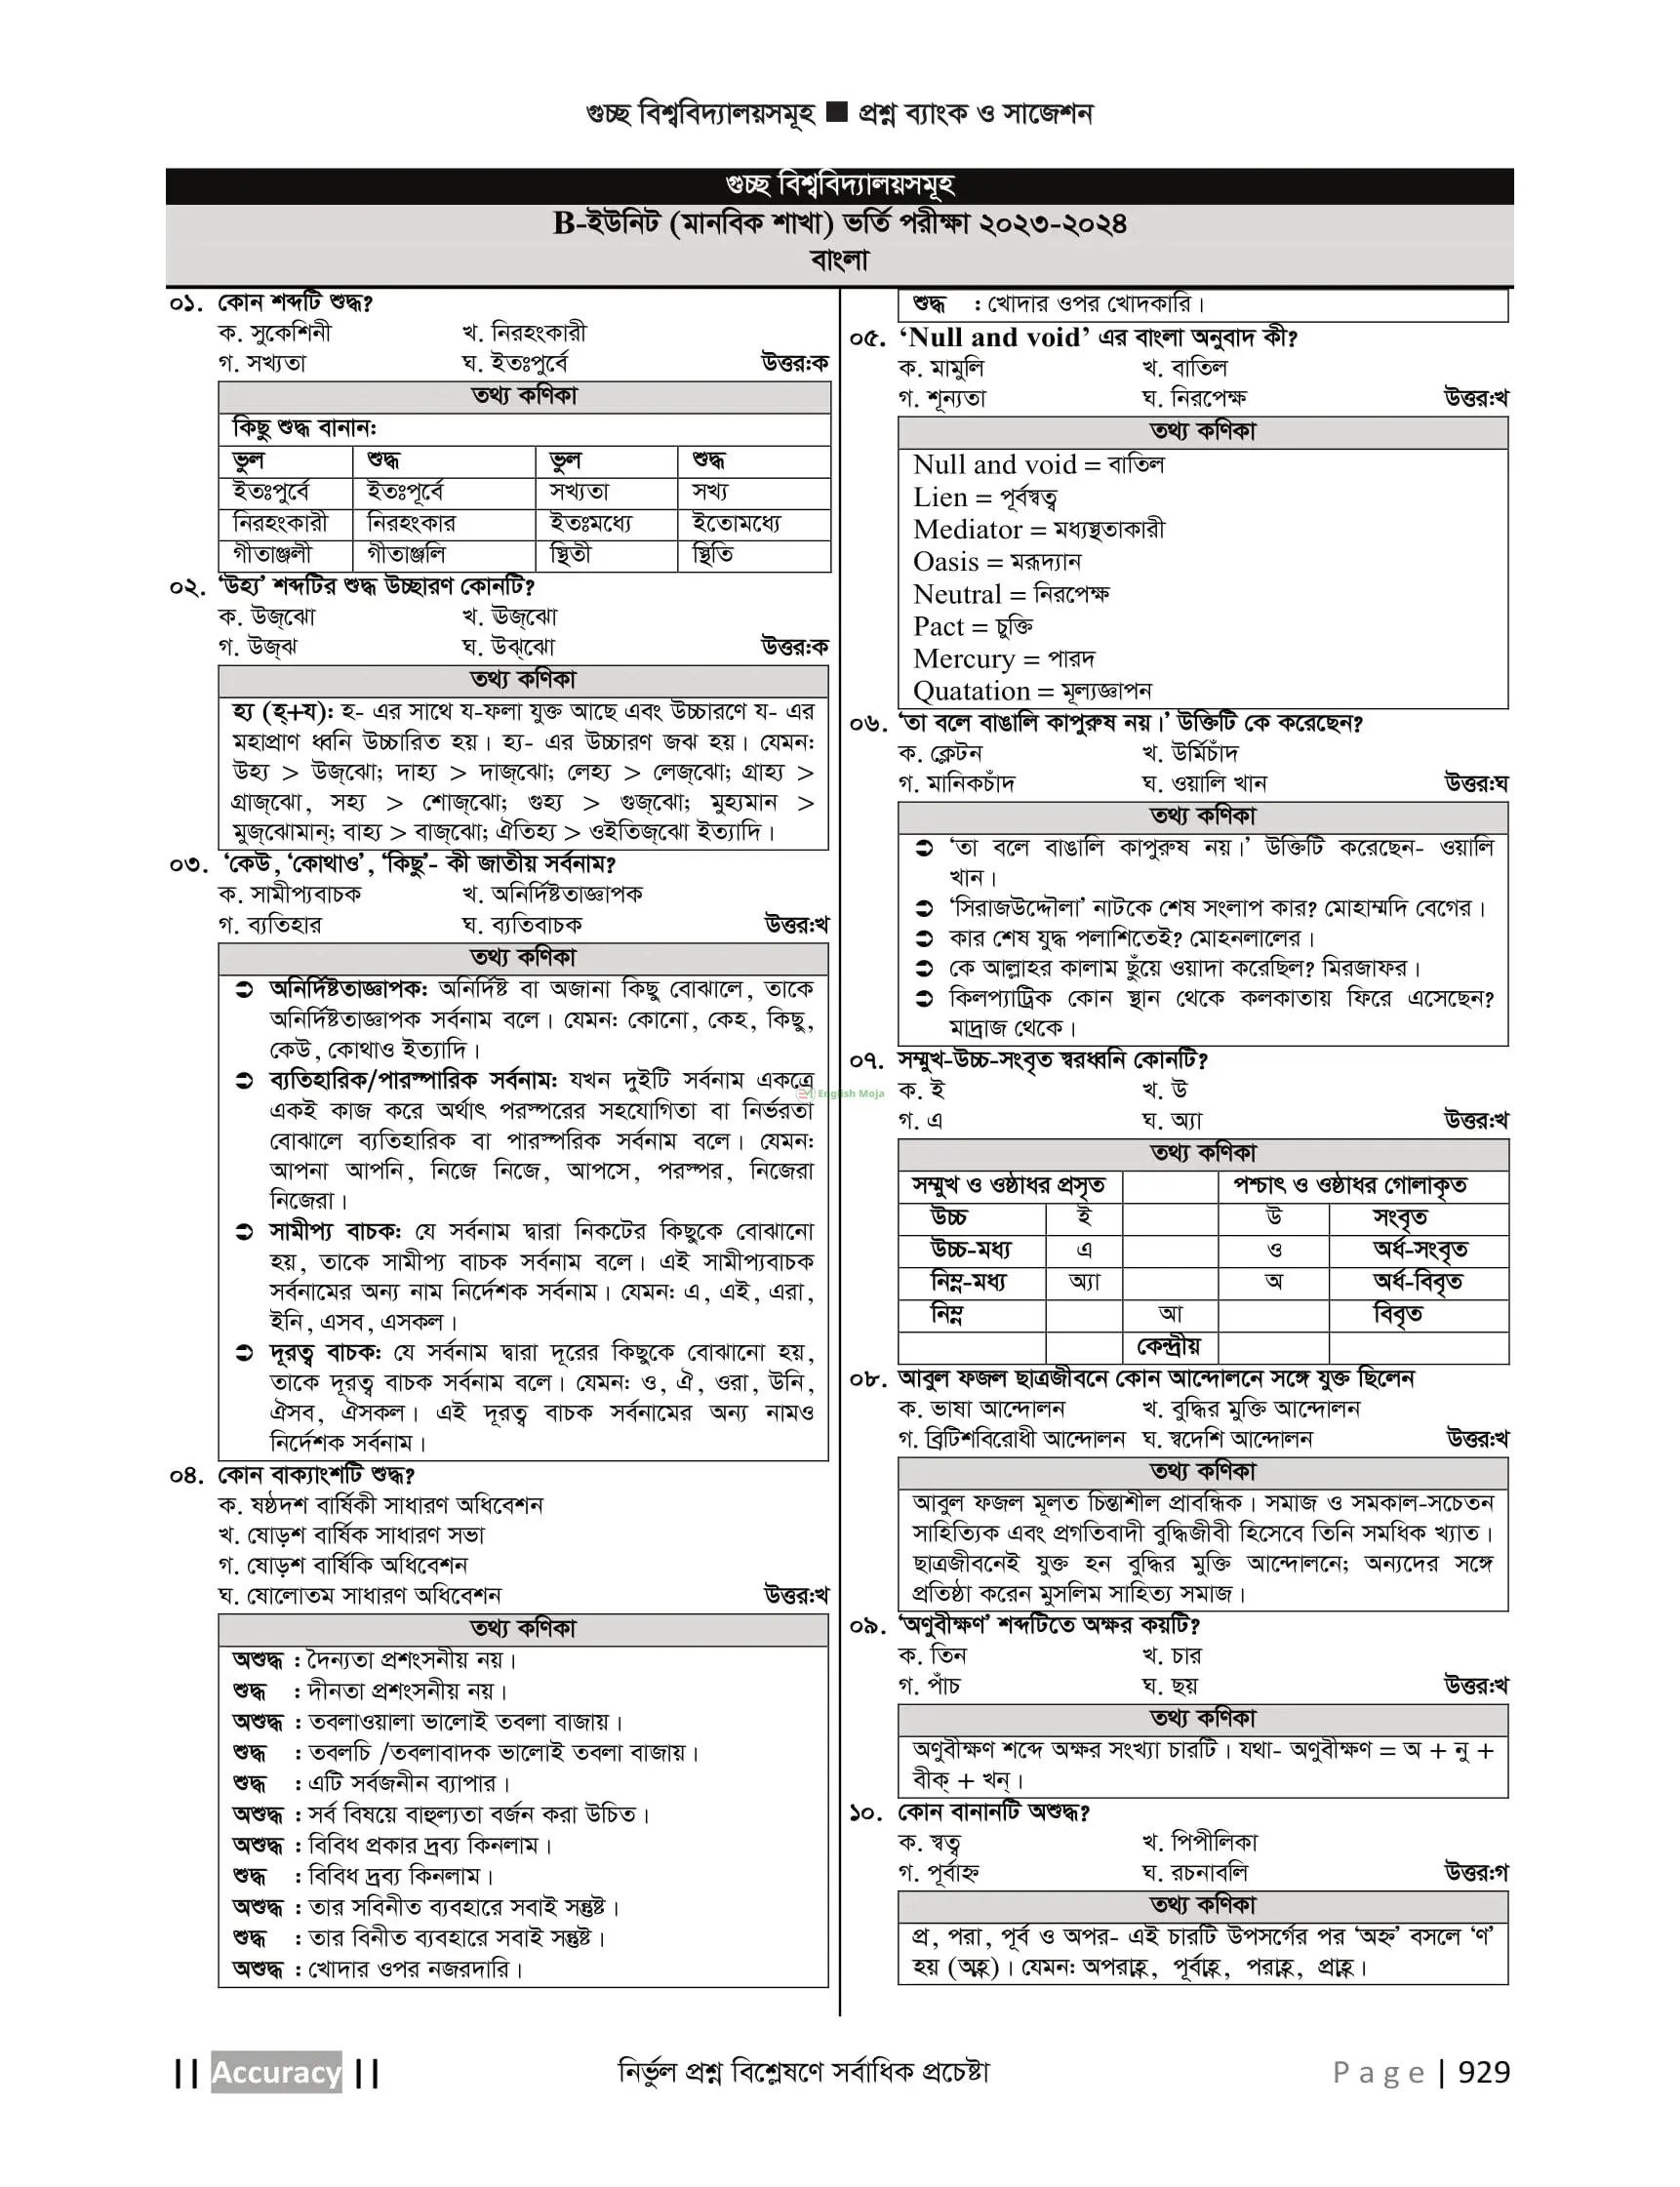 গুচ্ছ বিশ্ববিদ্যালয়সমূহ ■ প্রশ্ন ব্যাংক ও সাজেশন
গুচ্ছ বিশ্ববিদ্যালয়সমূহ
B-ইউনিট (মানবিক শাখা) ভর্তি পরীক্ষা ২০২৩-২০২৪
বাংলা
০১. কোন শব্দটি শুদ্ধ?
ক. সুকেশিনী খ. নিরহংকারী
গ. সখ্যতা ঘ. ইতঃপুর্বে উত্তর:ক
তথ্য কণিকা
কিছু শুদ্ধ বানান:
ভুল শুদ্ধ ভুল শুদ্ধ
ইতঃপুর্বে ইতঃপূর্বে সখ্যতা সখ্য
নিরহংকারী নিরহংকার ইতঃমধ্যে ইতোমধ্যে
গীতাঞ্জলী গীতাঞ্জলি স্থিতী স্থিতি
০২. ‘উহ্য’ শব্দটির শুদ্ধ উচ্ছারণ কোনটি?
ক. উজ্‌ঝো খ. ঊজ্‌ঝো
গ. উজ্‌ঝ ঘ. উঝ্‌ঝো উত্তর:ক
তথ্য কণিকা
হ্য (হ্+য): হ- এর সাথে য-ফলা যুক্ত আছে এবং উচ্চারণে য- এর
মহাপ্রাণ ধ্বনি উচ্চারিত হয়। হ্য- এর উচ্চারণ জঝ হয়। যেমন:
উহ্য > উজ্‌ঝো; দাহ্য > দাজ্‌ঝো; লেহ্য > লেজ্‌ঝো; গ্রাহ্য >
গ্রাজ্‌ঝো, সহ্য > শোজ্‌ঝো; গুহ্য > গুজ্‌ঝো; মুহ্যমান >
মুজ্‌ঝোমান্; বাহ্য > বাজ্‌ঝো; ঐতিহ্য > ওইতিজ্‌ঝো ইত্যাদি।
০৩. ‘কেউ, ‘কোথাও’, ‘কিছু’- কী জাতীয় সর্বনাম?
ক. সামীপ্যবাচক খ. অনির্দিষ্টতাজ্ঞাপক
গ. ব্যতিহার ঘ. ব্যতিবাচক উত্তর:খ
তথ্য কণিকা
➲ অনির্দিষ্টতাজ্ঞাপক: অনির্দিষ্ট বা অজানা কিছু বোঝালে, তাকে
অনির্দিষ্টতাজ্ঞাপক সর্বনাম বলে। যেমন: কোনো, কেহ, কিছু,
কেউ, কোথাও ইত্যাদি।
➲ ব্যতিহারিক/পারস্পারিক সর্বনাম: যখন দুইটি সর্বনাম একত্রে
একই কাজ করে অর্থাৎ পরস্পরের সহযোগিতা বা নির্ভরতা
বোঝালে ব্যতিহারিক বা পারস্পরিক সর্বনাম বলে। যেমন:
আপনা আপনি, নিজে নিজে, আপসে, পরস্পর, নিজেরা
নিজেরা।
➲ সামীপ্য বাচক: যে সর্বনাম দ্বারা নিকটের কিছুকে বোঝানো
হয়, তাকে সামীপ্য বাচক সর্বনাম বলে। এই সামীপ্যবাচক
সর্বনামের অন্য নাম নির্দেশক সর্বনাম। যেমন: এ, এই, এরা,
ইনি, এসব, এসকল।
➲ দূরত্ব বাচক: যে সর্বনাম দ্বারা দূরের কিছুকে বোঝানো হয়,
তাকে দূরত্ব বাচক সর্বনাম বলে। যেমন: ও, ঐ, ওরা, উনি,
ঐসব, ঐসকল। এই দূরত্ব বাচক সর্বনামের অন্য নামও
নির্দেশক সর্বনাম।
০৪. কোন বাক্যাংশটি শুদ্ধ?
ক. ষষ্ঠদশ বার্ষিকী সাধারণ অধিবেশন
খ. ষোড়শ বার্ষিক সাধারণ সভা
গ. ষোড়শ বার্ষিকি অধিবেশন
ঘ. ষোলোতম সাধারণ অধিবেশন উত্তর:খ
তথ্য কণিকা
অশুদ্ধ : দৈন্যতা প্রশংসনীয় নয়।
শুদ্ধ : দীনতা প্রশংসনীয় নয়।
অশুদ্ধ : তবলাওয়ালা ভালোই তবলা বাজায়।
শুদ্ধ : তবলচি /তবলাবাদক ভালোই তবলা বাজায়।
শুদ্ধ : এটি সর্বজনীন ব্যাপার।
অশুদ্ধ : সর্ব বিষয়ে বাহুল্যতা বর্জন করা উচিত।
অশুদ্ধ : বিবিধ প্রকার দ্রব্য কিনলাম।
শুদ্ধ : বিবিধ দ্রব্য কিনলাম।
অশুদ্ধ : তার সবিনীত ব্যবহারে সবাই সন্তুষ্ট।
শুদ্ধ : তার বিনীত ব্যবহারে সবাই সন্তুষ্ট।
অশুদ্ধ : খোদার ওপর নজরদারি।
শুদ্ধ : খোদার ওপর খোদকারি।
০৫. ‘Null and void’ এর বাংলা অনুবাদ কী?
ক. মামুলি খ. বাতিল
গ. শূন্যতা ঘ. নিরপেক্ষ উত্তর:খ
তথ্য কণিকা
Null and void = বাতিল
Lien = পূর্বস্বত্ব
Mediator = মধ্যস্থতাকারী
Oasis = মরূদ্যান
Neutral = নিরপেক্ষ
Pact = চুক্তি
Mercury = পারদ
Quatation = মূল্যজ্ঞাপন
০৬. ‘তা বলে বাঙালি কাপুরুষ নয়।’ উক্তিটি কে করেছেন?
ক. ক্লেটন খ. উর্মিচাঁদ
গ. মানিকচাঁদ ঘ. ওয়ালি খান উত্তর:ঘ
তথ্য কণিকা
➲ ‘তা বলে বাঙালি কাপুরুষ নয়।’ উক্তিটি করেছেন- ওয়ালি
খান।
➲ ‘সিরাজউদ্দৌলা’ নাটকে শেষ সংলাপ কার? মোহাম্মদি বেগের।
➲ কার শেষ যুদ্ধ পলাশিতেই? মোহনলালের।
➲ কে আল্লাহর কালাম ছুঁয়ে ওয়াদা করেছিল? মিরজাফর।
➲ কিলপ্যাট্রিক কোন স্থান থেকে কলকাতায় ফিরে এসেছেন?
মাদ্রাজ থেকে।
০৭. সম্মুখ-উচ্চ-সংবৃত স্বরধ্বনি কোনটি?
ক. ই খ. উ
গ. এ ঘ. অ্যা উত্তর:খ
তথ্য কণিকা
সম্মুখ ও ওষ্ঠাধর প্রসৃত পশ্চাৎ ও ওষ্ঠাধর গোলাকৃত
উচ্চ ই উ সংবৃত
উচ্চ-মধ্য এ ও অর্ধ-সংবৃত
নিম্ন-মধ্য অ্যা অ অর্ধ-বিবৃত
নিম্ন আ বিবৃত
কেন্দ্রীয়
০৮. আবুল ফজল ছাত্রজীবনে কোন আন্দোলনে সঙ্গে যুক্ত ছিলেন
ক. ভাষা আন্দোলন খ. বুদ্ধির মুক্তি আন্দোলন
গ. ব্রিটিশবিরোধী আন্দোলন ঘ. স্বদেশি আন্দোলন উত্তর:খ
তথ্য কণিকা
আবুল ফজল মূলত চিন্তাশীল প্রাবন্ধিক। সমাজ ও সমকাল-সচেতন
সাহিত্যিক এবং প্রগতিবাদী বুদ্ধিজীবী হিসেবে তিনি সমধিক খ্যাত।
ছাত্রজীবনেই যুক্ত হন বুদ্ধির মুক্তি আন্দোলনে; অন্যদের সঙ্গে
প্রতিষ্ঠা করেন মুসলিম সাহিত্য সমাজ।
০৯. ‘অণুবীক্ষণ’ শব্দটিতে অক্ষর কয়টি?
ক. তিন খ. চার
গ. পাঁচ ঘ. ছয় উত্তর:খ
তথ্য কণিকা
অণুবীক্ষণ শব্দে অক্ষর সংখ্যা চারটি। যথা- অণুবীক্ষণ = অ + নু +
বীক্ + খন্।
১০. কোন বানানটি অশুদ্ধ?
ক. স্বত্ব খ. পিপীলিকা
গ. পূর্বাহ্ন ঘ. রচনাবলি উত্তর:গ
তথ্য কণিকা
প্র, পরা, পূর্ব ও অপর- এই চারটি উপসর্গের পর ‘অহ্ন’ বসলে ‘ণ’
হয় (অহ্ণ)। যেমন: অপরাহ্ণ, পূর্বাহ্ণ, পরাহ্ণ, প্রাহ্ণ।
English Moja
|| Accuracy || নির্ভুল প্রশ্ন বিশ্লেষণে সর্বাধিক প্রচেষ্টা Page | 929